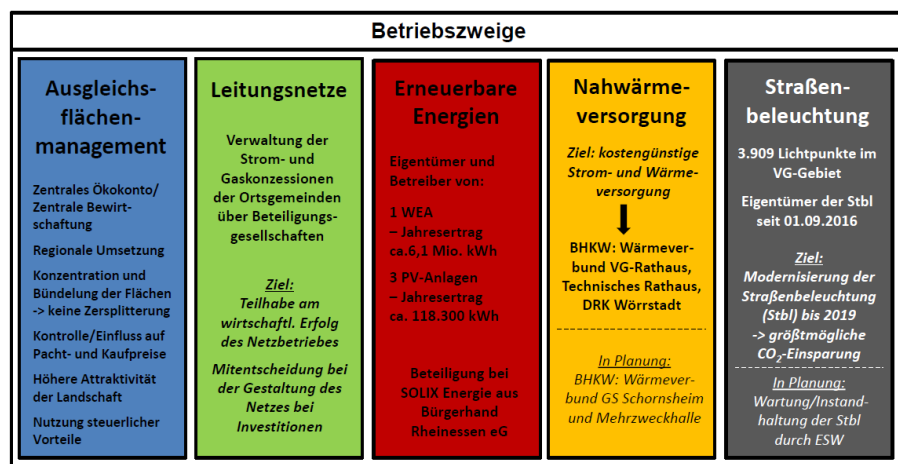 Betriebszweige
Ausgleichs-
flächen-
management
Zentrales Ökokonto/
Zentrale Bewirt-
schaftung
Regionale Umsetzung
Konzentration und
Bündelung der Flächen
-> keine Zersplitterung
Kontrolle/Einfluss auf
Pacht- und Kaufpreise
Höhere Attraktivität
der Landschaft
Nutzung steuerlicher
Vorteile
Leitungsnetze
Verwaltung der
Strom- und
Gaskonzessionen
der Ortsgemeinden
über Beteiligungs-
gesellschaften
Ziel:
Teilhabe am
wirtschaftl. Erfolg
des Netzbetriebes
Mitentscheidung bei
der Gestaltung des
Netzes bei
Investitionen
Erneuerbare
Energien
Eigentümer und
Betreiber von:
1 WEA
– Jahresertrag
ca.6,1 Mio. kWh
3 PV-Anlagen
– Jahresertrag
ca. 118.300 kWh
Beteiligung bei
SOLIX Energie aus
Bürgerhand
Rheinessen eG
Nahwärme-
versorgung
Ziel: kostengünstige
Strom- und Wärme-
versorgung
BHKW: Wärmever-
bund VG-Rathaus,
Technisches Rathaus,
DRK Wörrstadt
In Planung:
BHKW: Wärmever-
bund GS Schornsheim
und Mehrzweckhalle
Straßen-
beleuchtung
3.909 Lichtpunkte im
VG-Gebiet
Eigentümer der Stbl
seit 01.09.2016
Ziel:
Modernisierung der
Straßenbeleuchtung
(Stbl) bis 2019
-> größtmögliche
CO2-Einsparung
In Planung:
Wartung/Instand-
haltung der Stbl
durch ESW